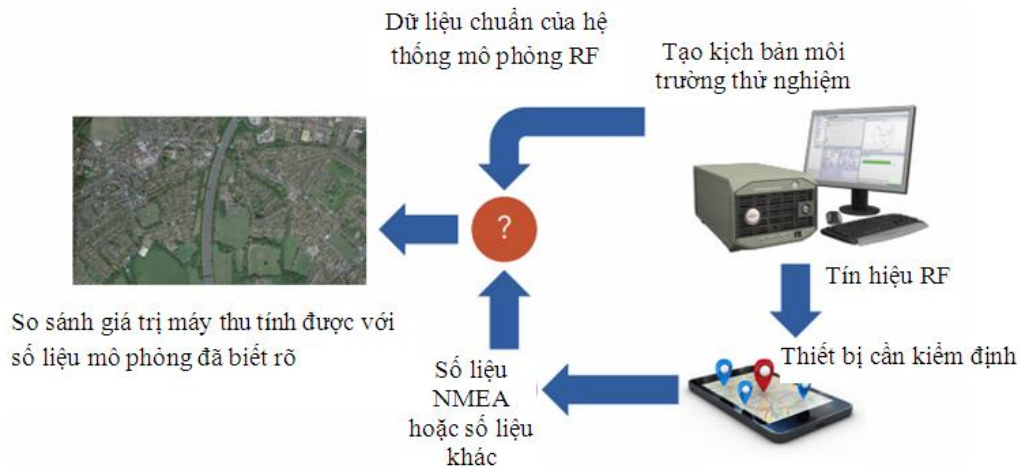 Dữ liệu chuẩn của hệ
thống mô phỏng RF
Tạo kịch bản môi
trường thử nghiệm
?
Tín hiệu RF
So sánh giá trị máy thu tính được với
số liệu mô phỏng đã biết rõ
Thiết bị cần kiểm định
Số liệu
NMEA
hoặc số liệu
khác